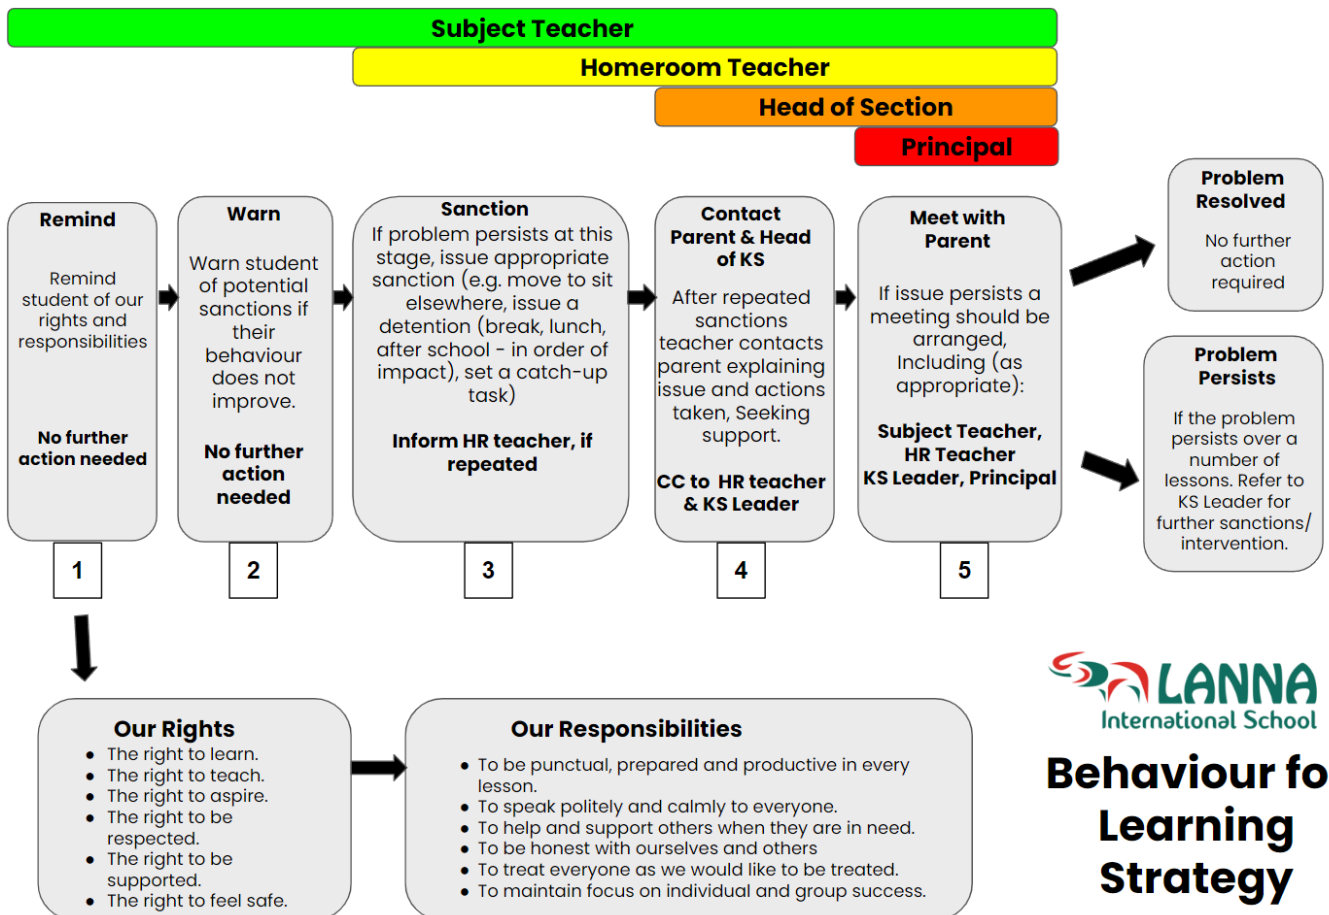 Subject Teacher
Homeroom Teacher
Head of Section
Principal
Remind
Remind
student of our
rights and
responsibilities
No further
action needed
1
Warn
Warn student
of potential
sanctions if
their
behaviour
does not
improve.
No further
action
needed
2
Sanction
If problem persists at this
stage, issue appropriate
sanction (e.g. move to sit
elsewhere, issue a
detention (break, lunch,
after school - in order of
impact), set a catch-up
task)
Inform HR teacher, if
repeated
3
Contact
Parent & Head
of KS
After repeated
sanctions
teacher contacts
parent explaining
issue and actions
taken, Seeking
support.
CC to HR teacher
& KS Leader
4
Meet with
Parent
If issue persists a
meeting should be
arranged,
Including (as
appropriate):
Subject Teacher,
HR Teacher
KS Leader, Principal
5
Problem
Resolved
No further
action
required
Problem
Persists
If the problem
persists over a
number of
lessons. Refer to
KS Leader for
further sanctions/
intervention.
Our Rights
● The right to learn.
● The right to teach.
● The right to aspire.
● The right to be
respected.
● The right to be
supported.
● The right to feel safe.
Our Responsibilities
● To be punctual, prepared and productive in every
lesson.
● To speak politely and calmly to everyone.
● To help and support others when they are in need.
● To be honest with ourselves and others
● To treat everyone as we would like to be treated.
● To maintain focus on individual and group success.
LANNA
International School
Behaviour fo
Learning
Strategy